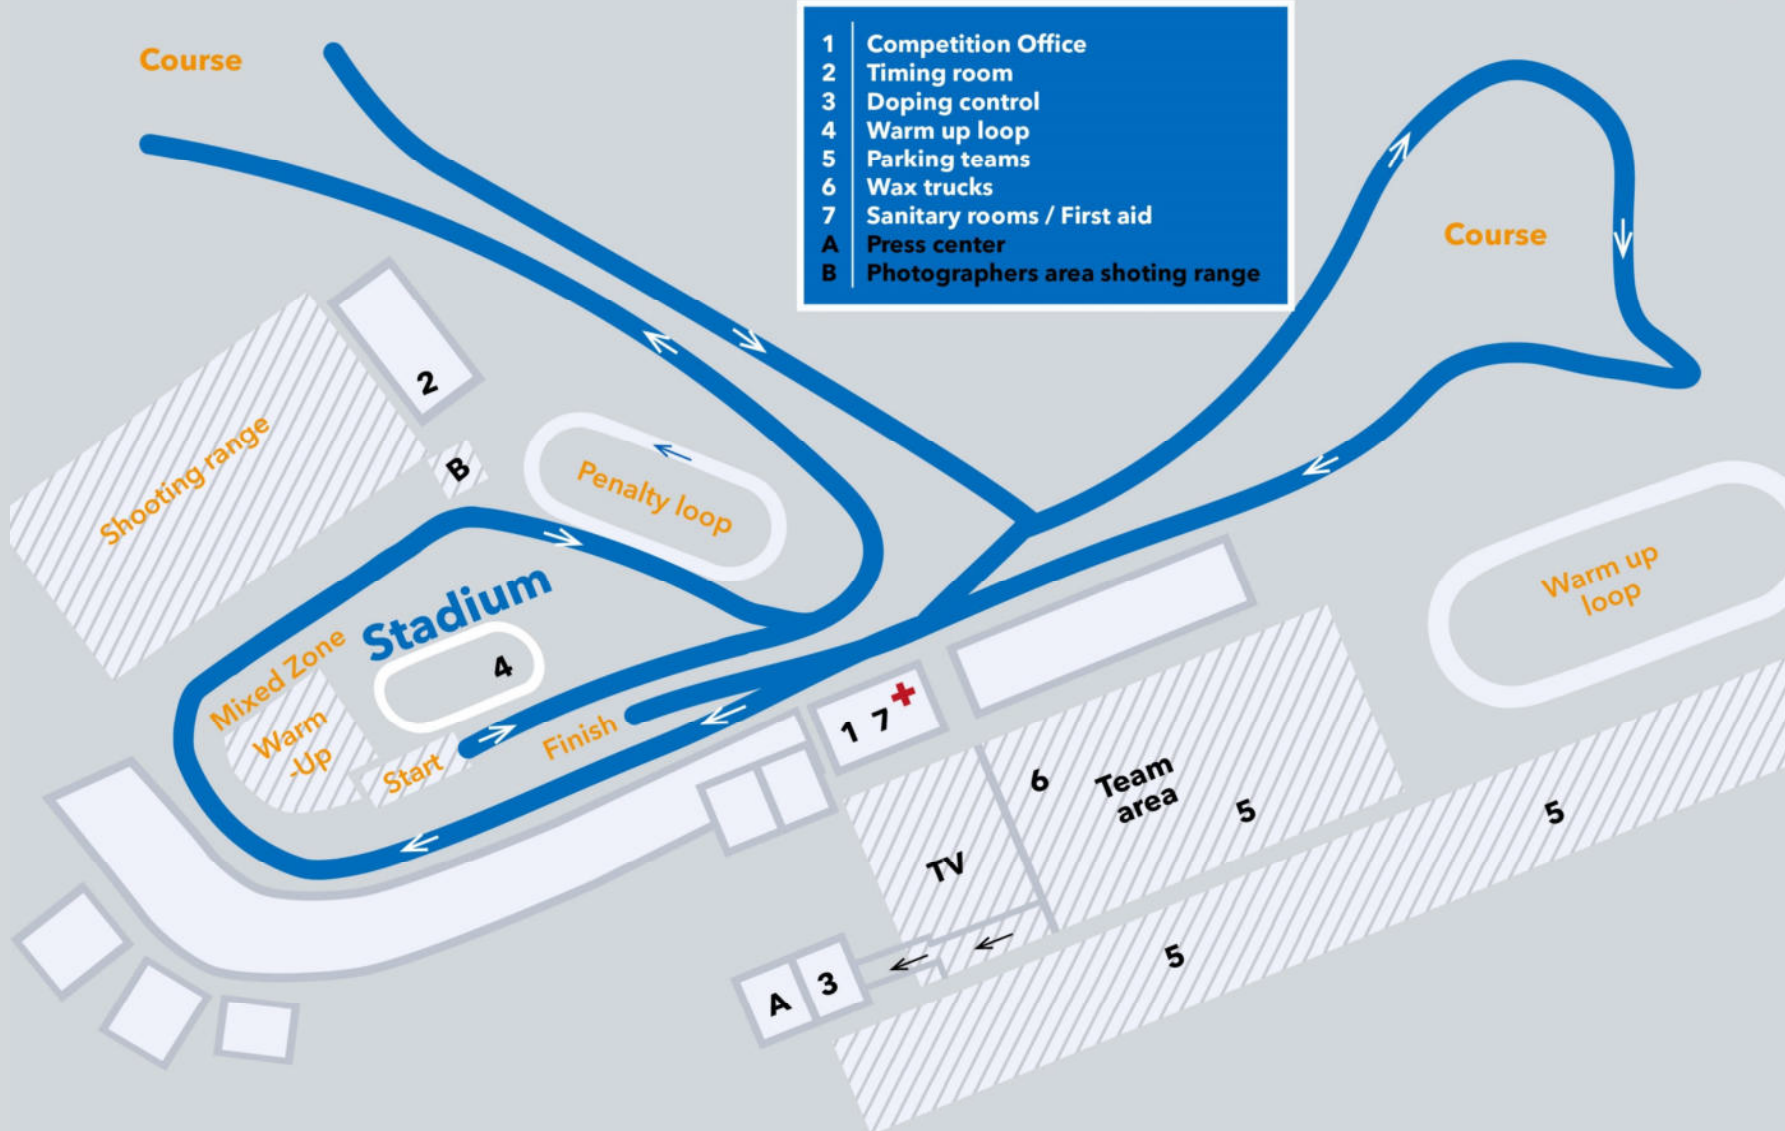 Course
1 Competition Office
2 Timing room
3 Doping control
4 Warm up loop
5 Parking teams
6 Wax trucks
7 Sanitary rooms / First aid
A Press center
B Photographers area shoting range
Course
2
Shooting range
B
Penalty loop
Stadium
Mixed Zone
4
Warm
-Up
Start
Finish
1 7
Warm up
loop
6
Team
area
5
5
TV
5
A 3